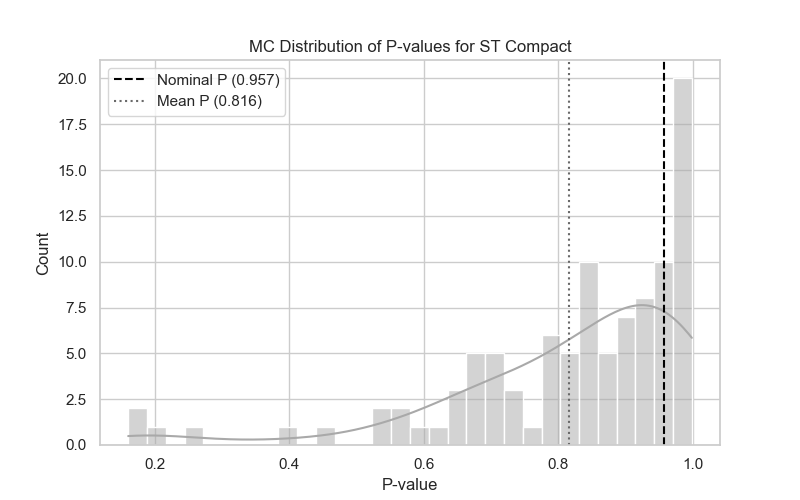 MC Distribution of P-values for ST Compact
Nominal P (0.957)
Mean P (0.816)
20.0
17.5
15.0
12.5
10.0
7.5
5.0
2.5
0.0
Count
0.2 0.4 0.6 0.8 1.0
P-value